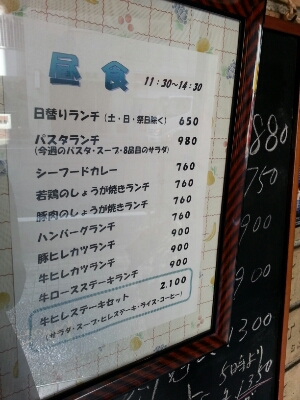 昼食
11:30~14:30
日替りランチ(土・日・祭日除く) 650
パスタランチ 980
(今週のパスタ・スープ・8品目のサラダ)
シーフードカレー 760
若鶏のしょうが焼きランチ 760
豚肉のしょうが焼きランチ 760
ハンバーグランチ 760
豚ヒレカツランチ 900
牛ヒレカツランチ 900
牛ロースステーキランチ 900
牛ヒレステーキセット 2.100
(サラダ・スープ・ヒレステーキ・ライス・コーヒー)
880
750
900
900
1300
50時より
1350